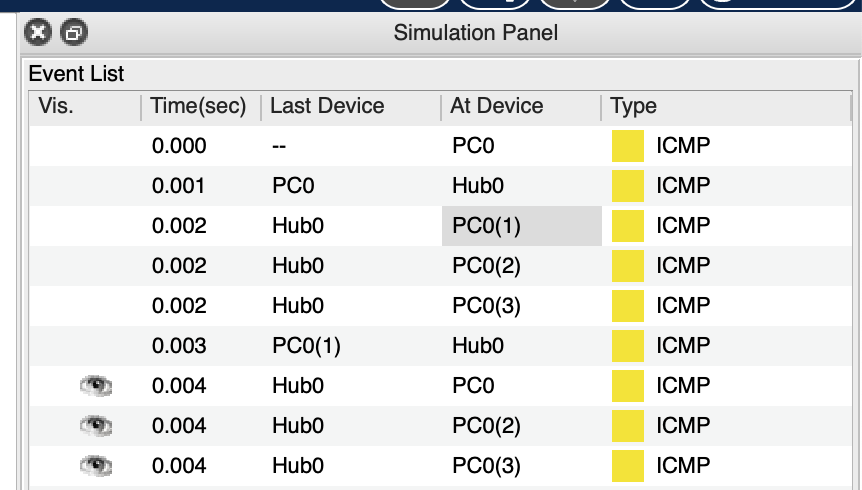 Simulation Panel
Event List
Vis. Time(sec) Last Device At Device Type
0.000 -- PC0 ICMP
0.001 PC0 Hub0 ICMP
0.002 Hub0 PC0(1) ICMP
0.002 Hub0 PC0(2) ICMP
0.002 Hub0 PC0(3) ICMP
0.003 PC0(1) Hub0 ICMP
0.004 Hub0 PC0 ICMP
0.004 Hub0 PC0(2) ICMP
0.004 Hub0 PC0(3) ICMP